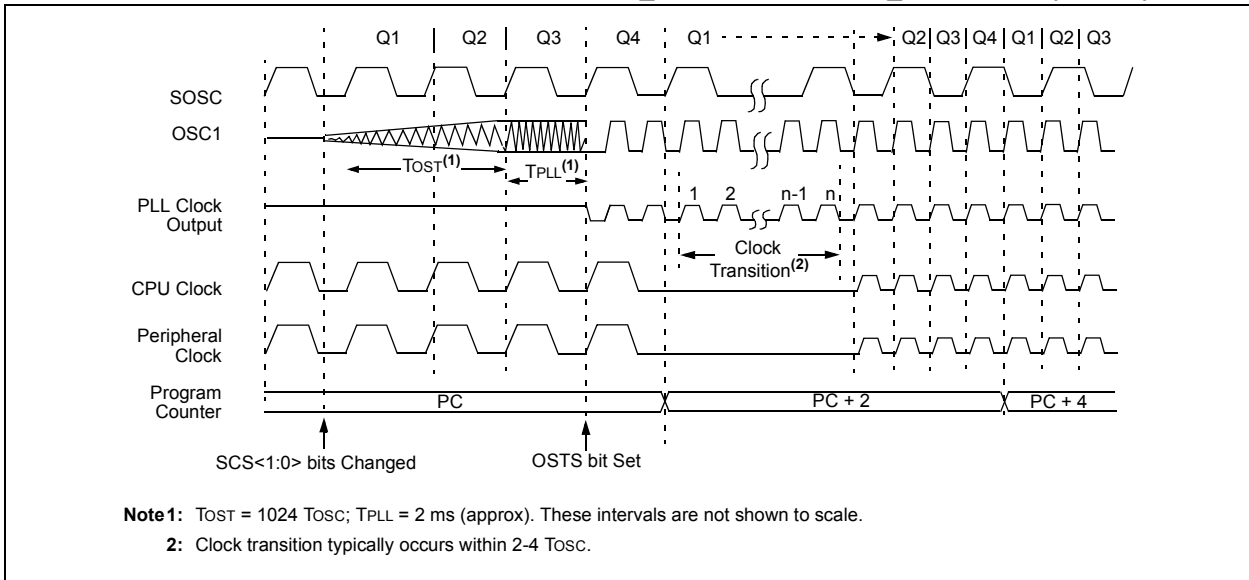 Q1 Q2 Q3 Q4 Q1 Q2 Q3 Q4 Q1 Q2 Q3
SOSC
OSC1
TOST(1) TPLL(1)
1 2 n-1 n
PLL Clock
Output
Clock
Transition(2)
CPU Clock
Peripheral
Clock
Program
Counter
PC PC + 2 PC + 4
SCS<1:0> bits Changed OSTS bit Set
Note1: TOST = 1024 TOSC; TPLL = 2 ms (approx). These intervals are not shown to scale.
2: Clock transition typically occurs within 2-4 TOSC.